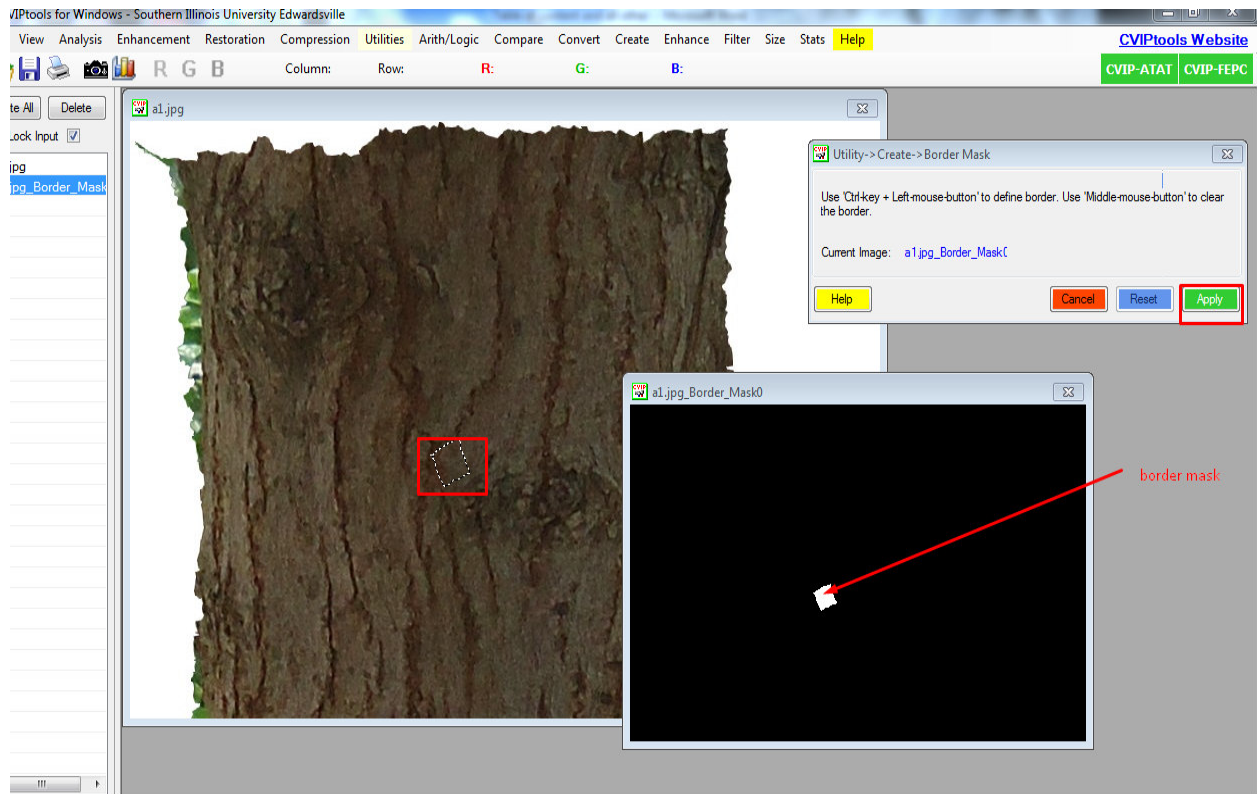 VIPtools for Windows - Southern Illinois University Edwardsville
View Analysis Enhancement Restoration Compression Utilities Arith/Logic Compare Convert Create Enhance Filter Size Stats Help CVIPtools Website
R G B Column: Row: R: G: B: CVIP-ATAT CVIP-FEPC
te All Delete
Lock Input
jpg
jpg_Border_Mask
a1.jpg
Utility->Create->Border Mask
Use 'Ctrl-key + Left-mouse-button' to define border. Use 'Middle-mouse-button' to clear
the border.
Current Image: a1.jpg_Border_Mask
Help Cancel Reset Apply
a1.jpg_Border_Mask0
border mask